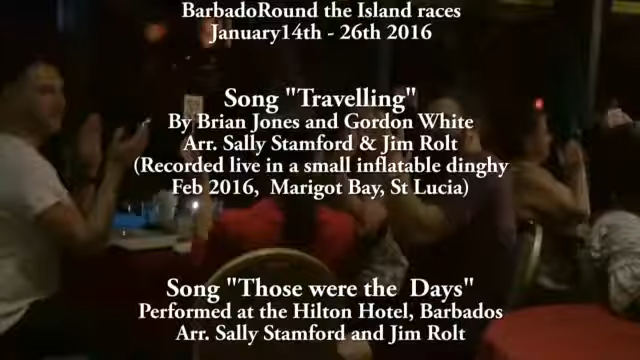 BarbadoRound the Island races
January14th - 26th 2016
Song "Travelling"
By Brian Jones and Gordon White
Arr. Sally Stamford & Jim Rolt
(Recorded live in a small inflatable dinghy
Feb 2016, Marigot Bay, St Lucia)
Song "Those were the Days"
Performed at the Hilton Hotel, Barbados
Arr. Sally Stamford and Jim Rolt